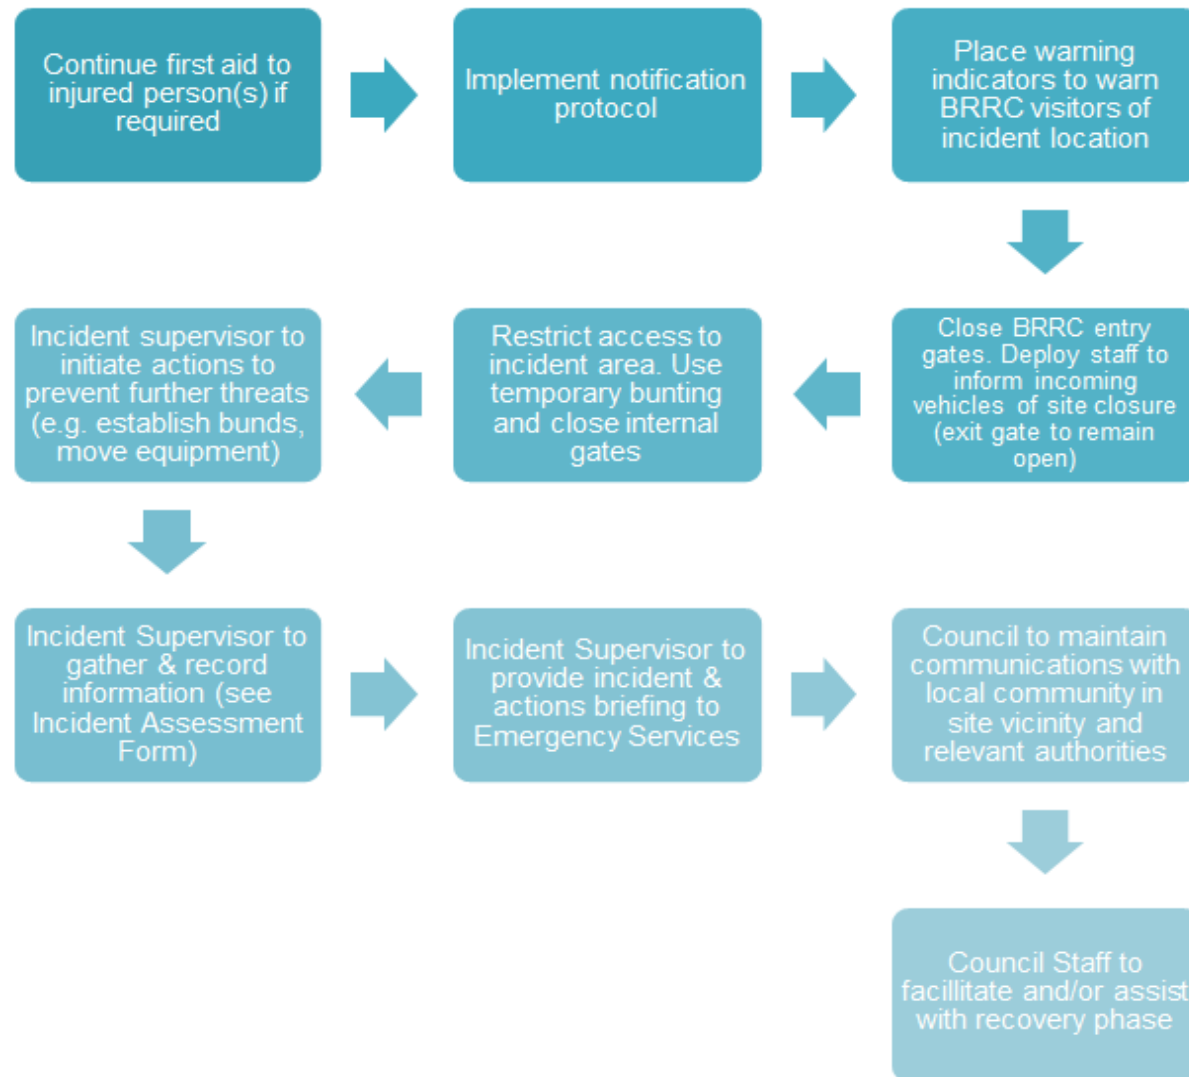 Continue first aid to
injured person(s) if
required
Implement notification
protocol
Place warning
indicators to warn
BRRC visitors of
incident location
Close BRRC entry
gates. Deploy staff to
inform incoming
vehicles of site closure
(exit gate to remain
open)
Restrict access to
incident area. Use
temporary bunting
and close internal
gates
Incident supervisor to
initiate actions to
prevent further threats
(e.g. establish bunds,
move equipment)
Incident Supervisor to
gather & record
information (see
Incident Assessment
Form)
Incident Supervisor to
provide incident &
actions briefing to
Emergency Services
Council to maintain
communications with
local community in
site vicinity and
relevant authorities
Council Staff to
facillitate and/or assist
with recovery phase